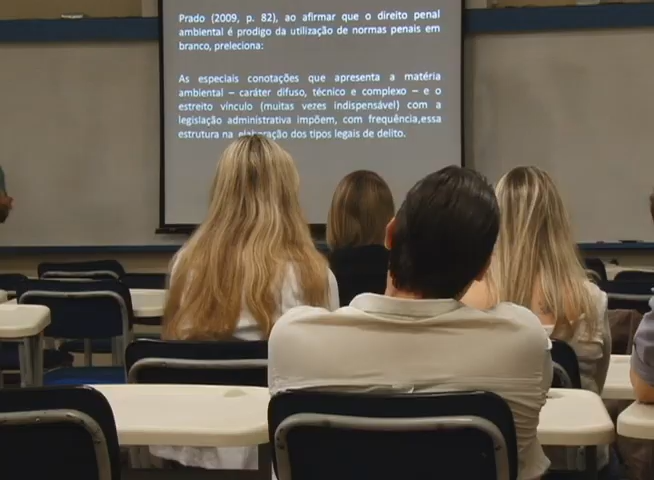 Prado (2009, p. 82), ao afirmar que o direito penal
ambiental é prodigo da utilização de normas penais em
branco, preleciona:
As especiais conotações que apresenta a matéria
ambiental – caráter difuso, técnico e complexo – e o
estreito vínculo (muitas vezes indispensável) com a
legislação administrativa impõem, com frequência,essa
estrutura na elaboração dos tipos legais de delito.